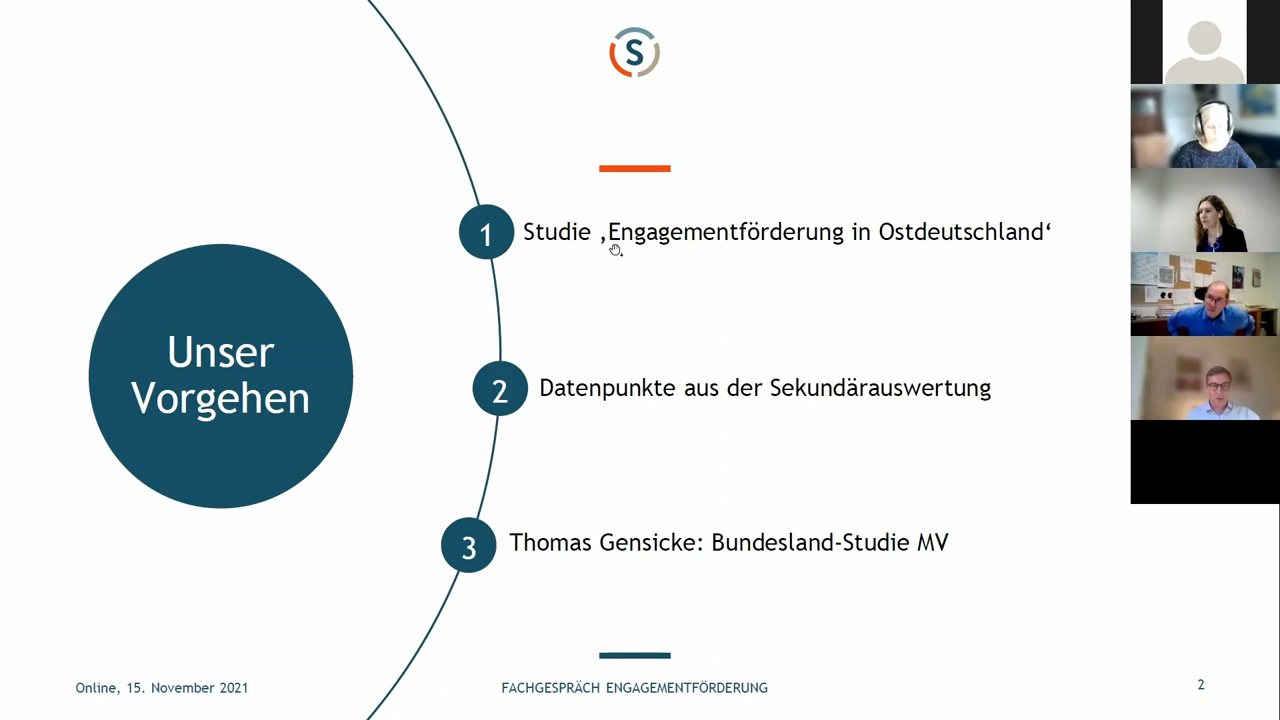 S
Unser
Vorgehen
1
Studie ‚Engagementförderung in Ostdeutschland‘
2
Datenpunkte aus der Sekundärauswertung
3
Thomas Gensicke: Bundesland-Studie MV
Online, 15. November 2021
FACHGESPRÄCH ENGAGEMENTFÖRDERUNG
2